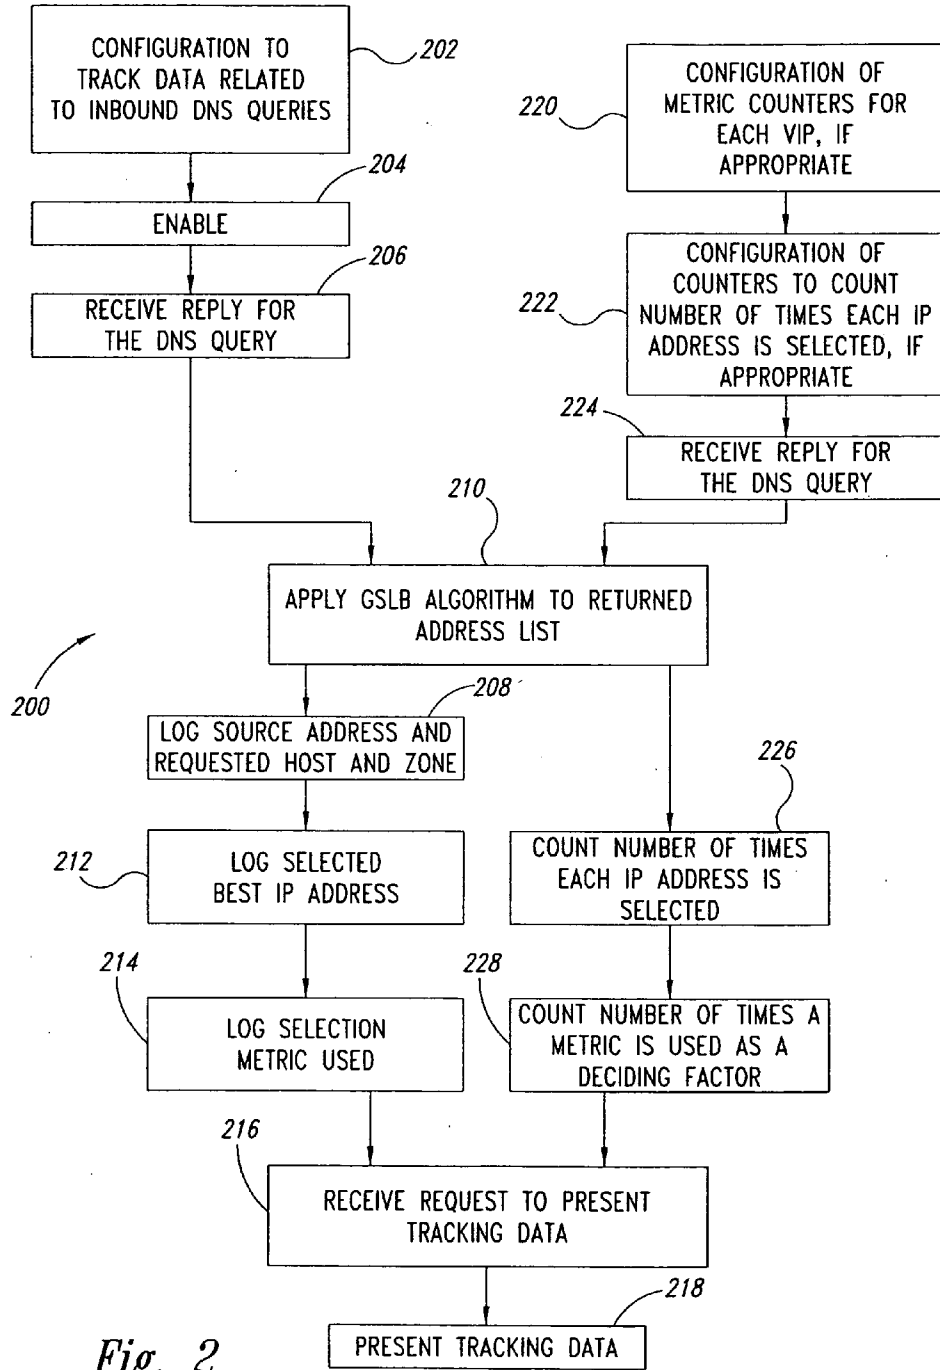 CONFIGURATION TO
TRACK DATA RELATED
TO INBOUND DNS QUERIES
202
ENABLE
204
RECEIVE REPLY FOR
THE DNS QUERY
206
CONFIGURATION OF
METRIC COUNTERS FOR
EACH VIP, IF
APPROPRIATE
220
CONFIGURATION OF
COUNTERS TO COUNT
NUMBER OF TIMES EACH IP
ADDRESS IS SELECTED, IF
APPROPRIATE
222
224
RECEIVE REPLY FOR
THE DNS QUERY
210
APPLY GSLB ALGORITHM TO RETURNED
ADDRESS LIST
200
208
LOG SOURCE ADDRESS AND
REQUESTED HOST AND ZONE
212
LOG SELECTED
BEST IP ADDRESS
214
LOG SELECTION
METRIC USED
226
COUNT NUMBER OF TIMES
EACH IP ADDRESS IS
SELECTED
228
COUNT NUMBER OF TIMES A
METRIC IS USED AS A
DECIDING FACTOR
216
RECEIVE REQUEST TO PRESENT
TRACKING DATA
218
PRESENT TRACKING DATA
Fig. 2